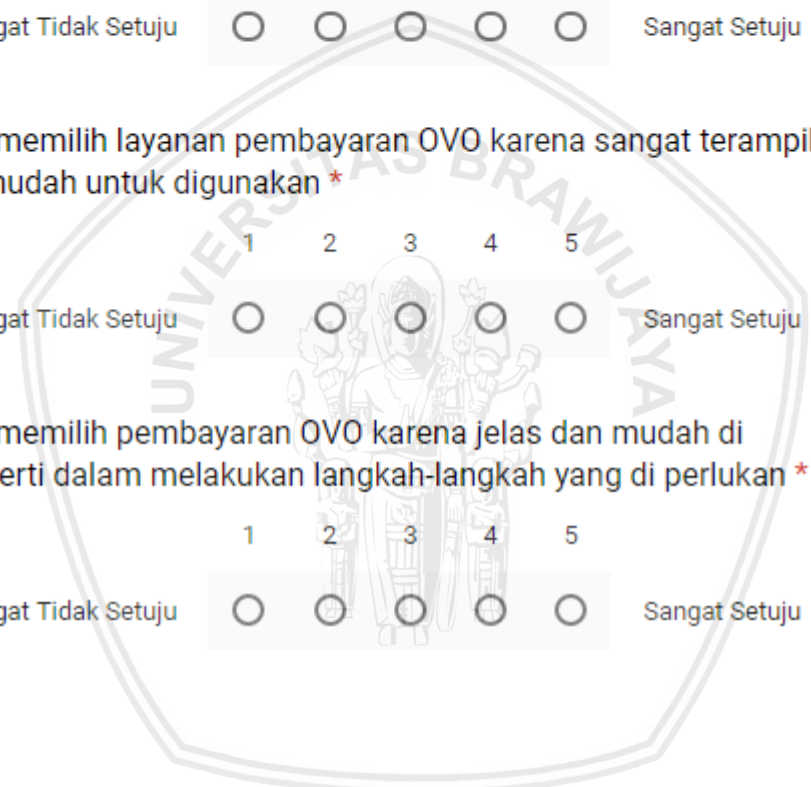 gat Tidak Setuju Sangat Setuju
memilih layanan pembayaran OVO karena sangat terampil
mudah untuk digunakan *
1 2 3 4 5
gat Tidak Setuju Sangat Setuju
memilih pembayaran OVO karena jelas dan mudah di
erti dalam melakukan langkah-langkah yang di perlukan *
1 2 3 4 5
gat Tidak Setuju Sangat Setuju
UNIVERSITAS BRAWIJAYA